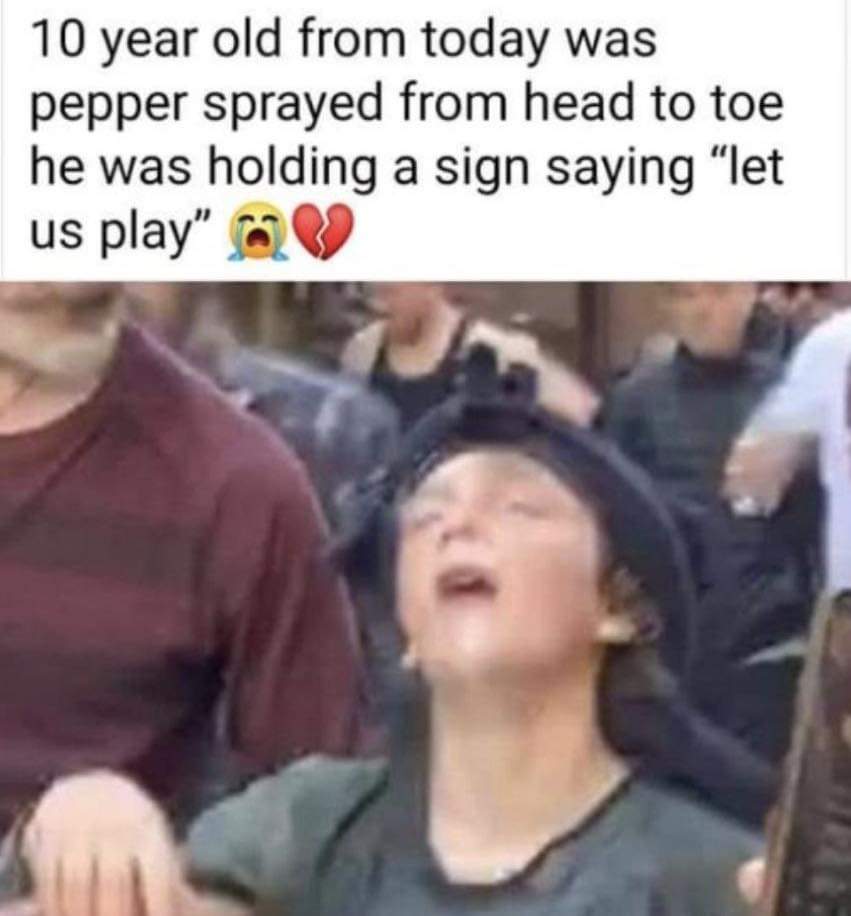 10 year old from today was
pepper sprayed from head to toe
he was holding a sign saying “let
us play” 😭💔